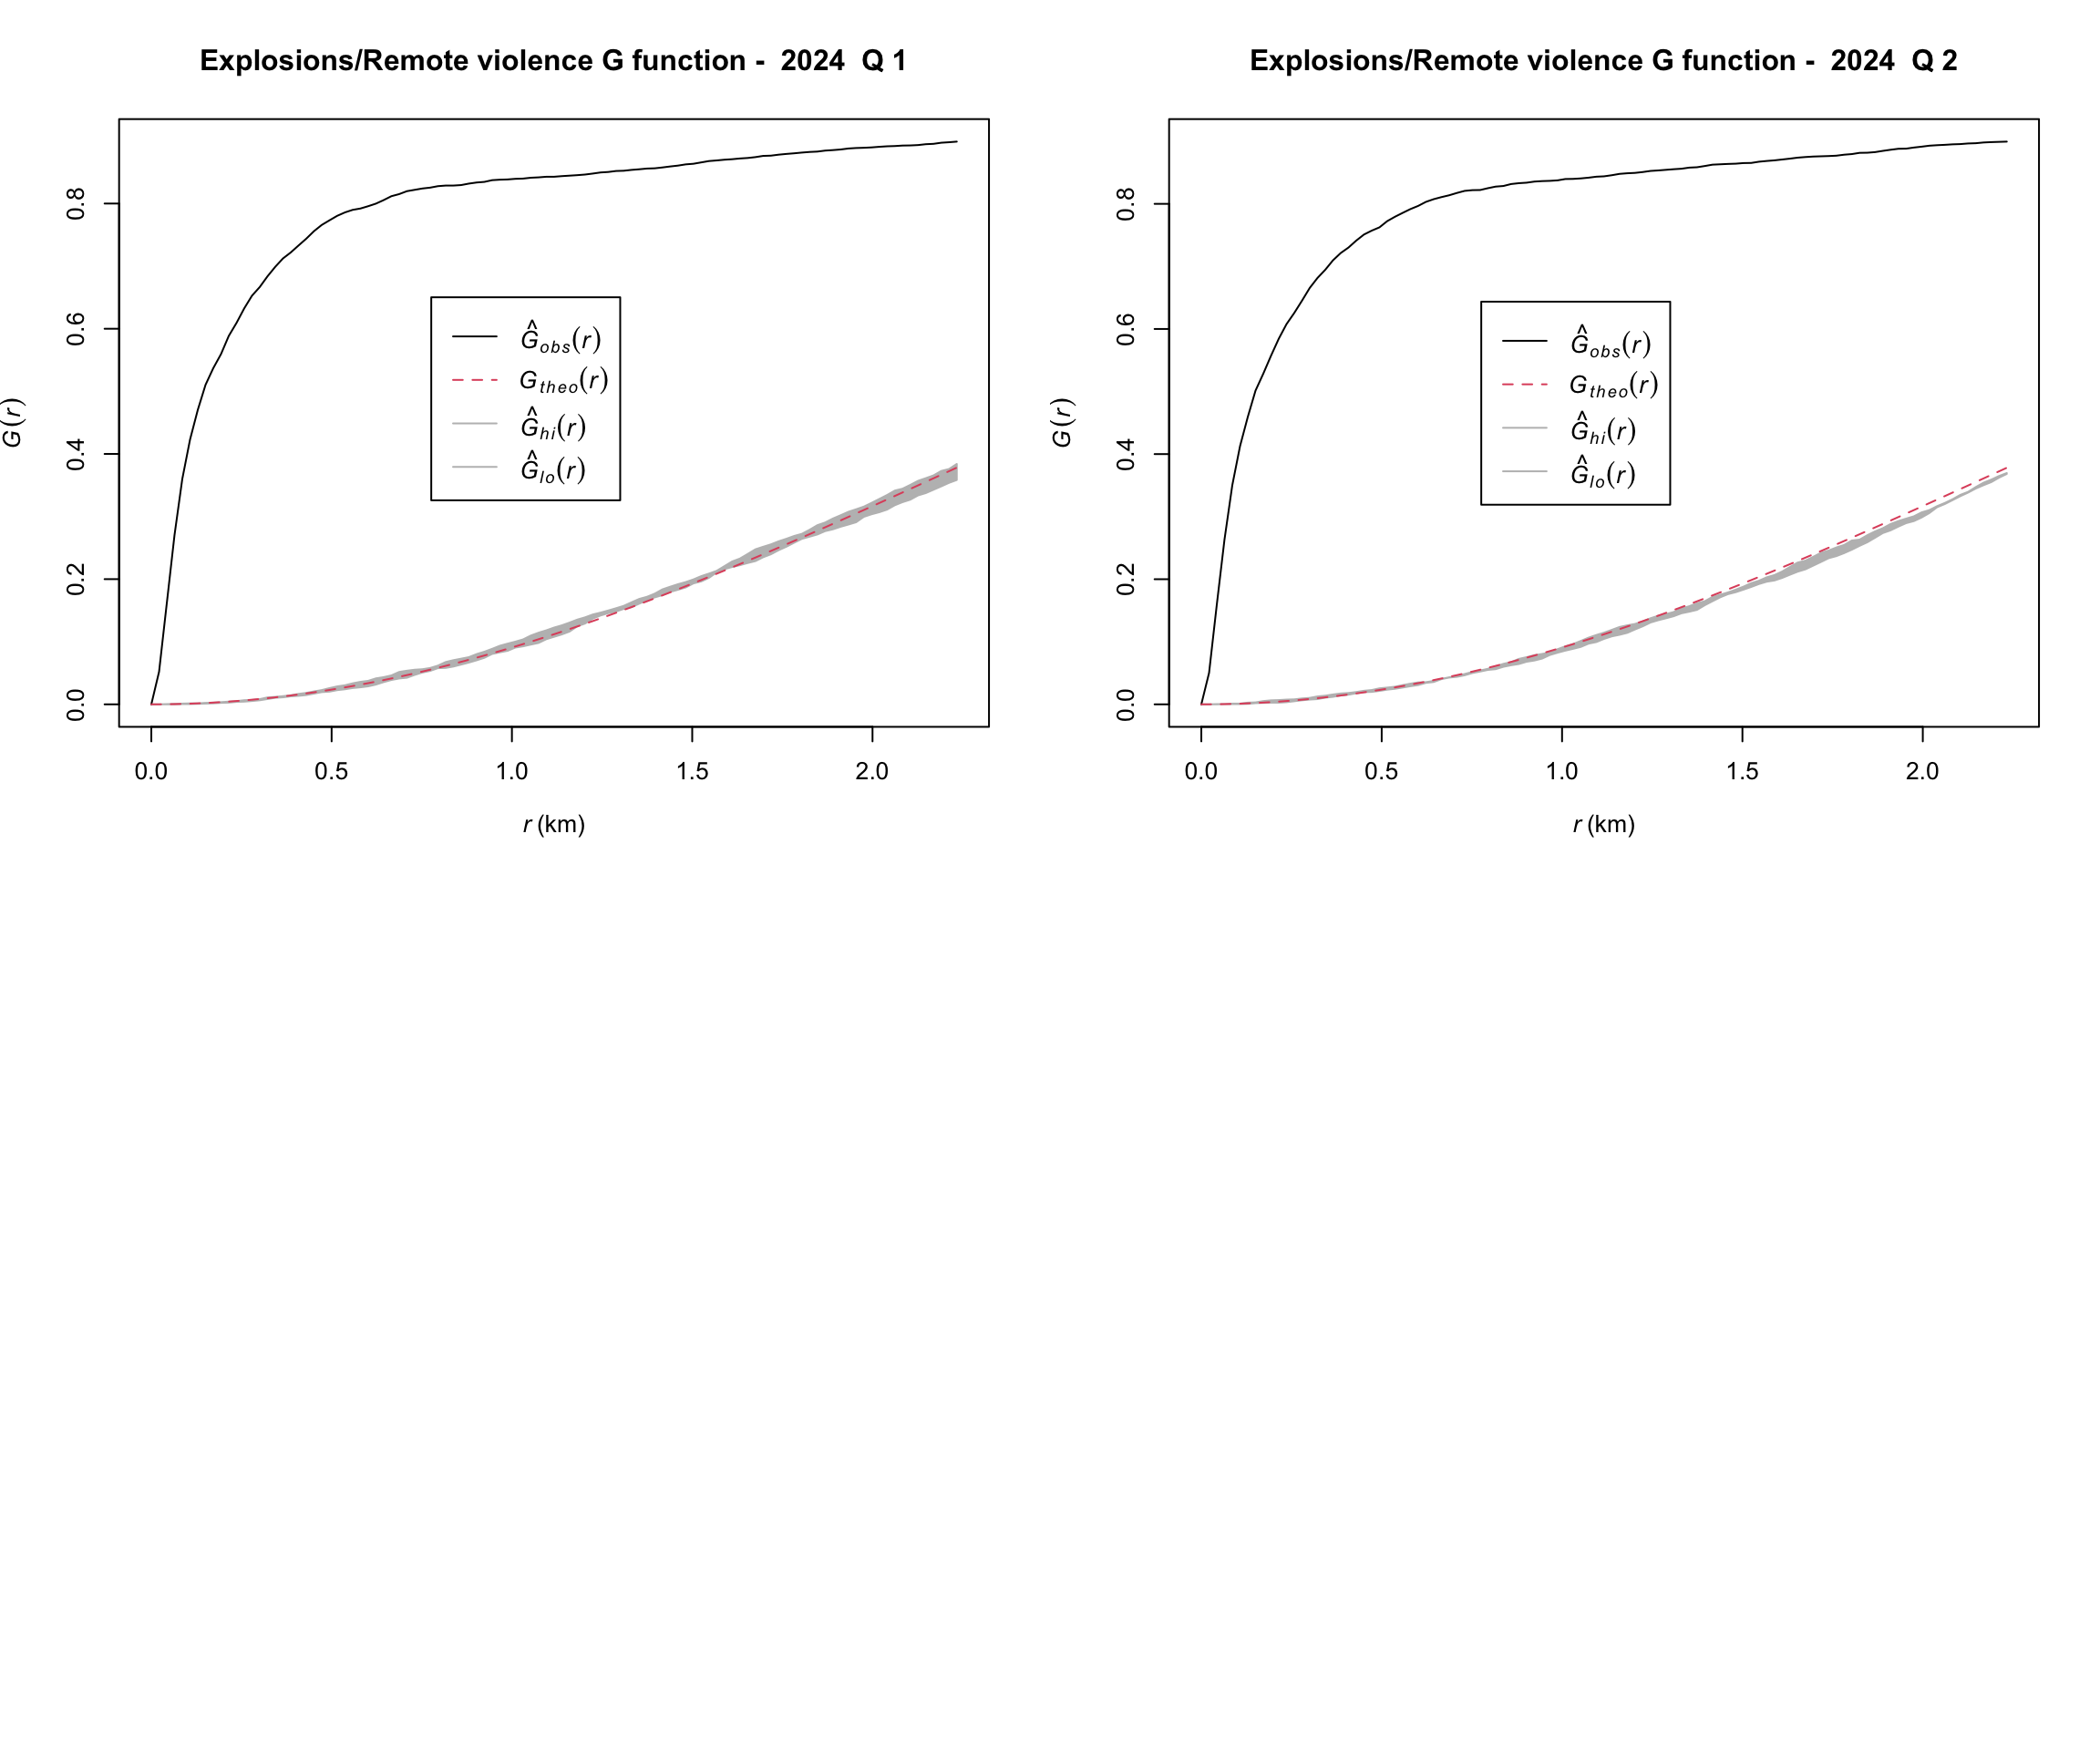 Explosions/Remote violence G function - 2024 Q 1
G(r)
0.0 0.2 0.4 0.6 0.8
Ĝobs(r)
Gtheo(r)
Ĝhi(r)
Ĝlo(r)
0.0 0.5 1.0 1.5 2.0
r (km)
Explosions/Remote violence G function - 2024 Q 2
G(r)
0.0 0.2 0.4 0.6 0.8
Ĝobs(r)
Gtheo(r)
Ĝhi(r)
Ĝlo(r)
0.0 0.5 1.0 1.5 2.0
r (km)